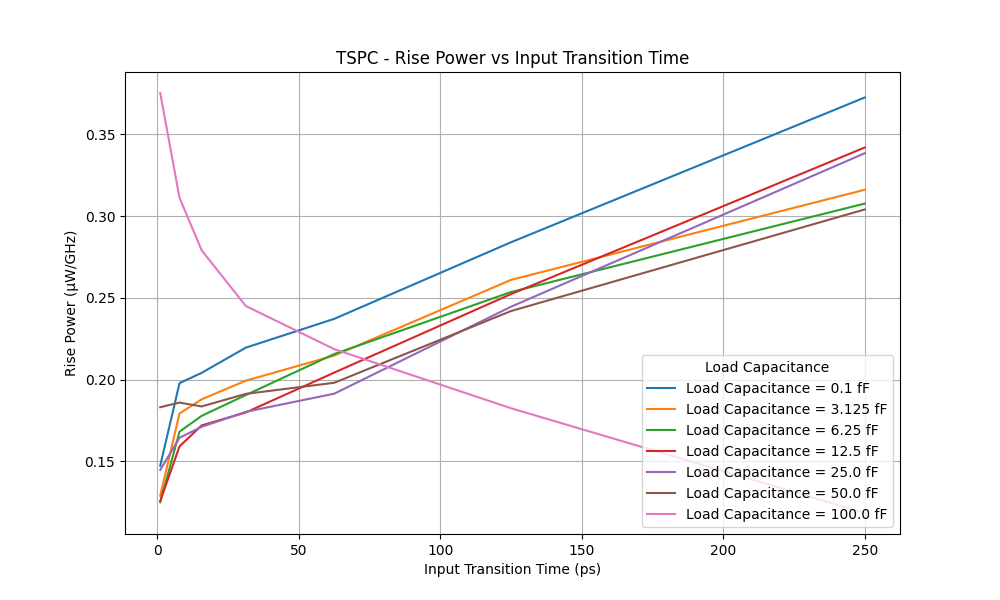 TSPC - Rise Power vs Input Transition Time
Rise Power (μW/GHz)
0.35
0.30
0.25
0.20
0.15
0
50
100
150
200
250
Input Transition Time (ps)
Load Capacitance
Load Capacitance = 0.1 fF
Load Capacitance = 3.125 fF
Load Capacitance = 6.25 fF
Load Capacitance = 12.5 fF
Load Capacitance = 25.0 fF
Load Capacitance = 50.0 fF
Load Capacitance = 100.0 fF